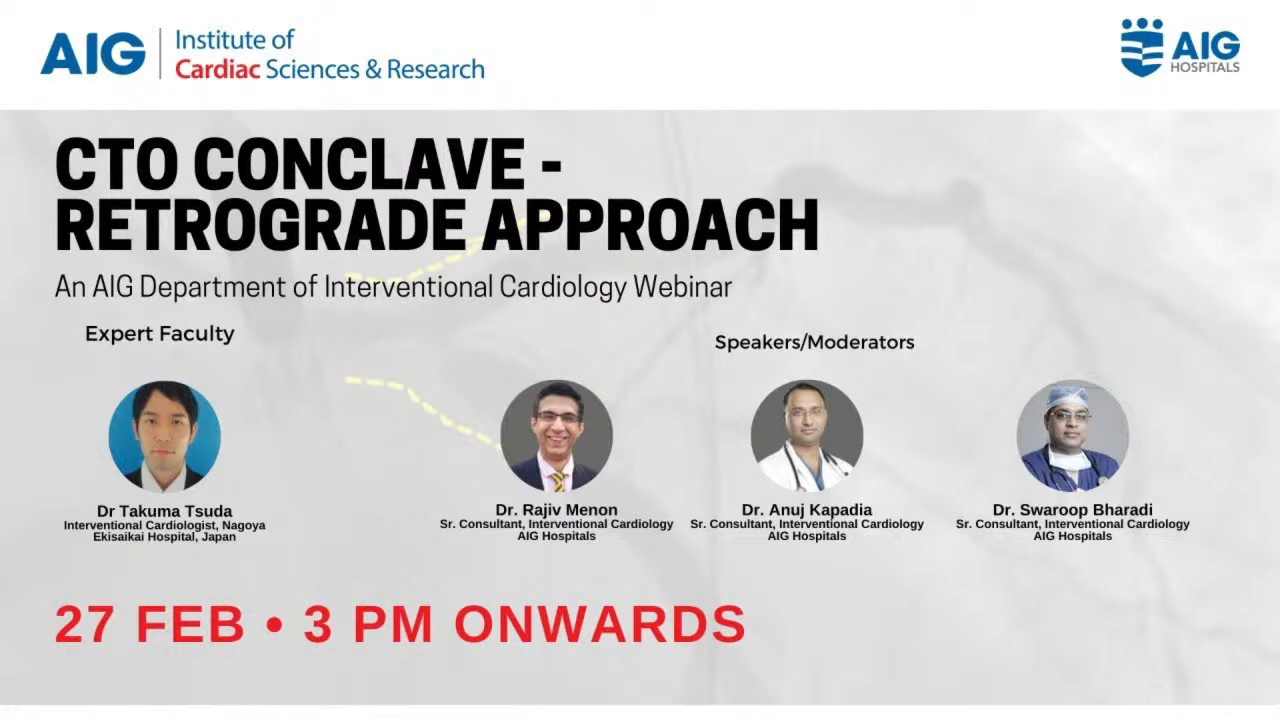 AIG
Institute of
Cardiac Sciences & Research
AIG
HOSPITALS
CTO CONCLAVE -
RETROGRADE APPROACH
An AIG Department of Interventional Cardiology Webinar
Expert Faculty
Speakers/Moderators
Dr Takuma Tsuda
Interventional Cardiologist, Nagoya
Ekisaikai Hospital, Japan
Dr. Rajiv Menon
Sr. Consultant, Interventional Cardiology
AIG Hospitals
Dr. Anuj Kapadia
Sr. Consultant, Interventional Cardiology
AIG Hospitals
Dr. Swaroop Bharadi
Sr. Consultant, Interventional Cardiology
AIG Hospitals
27 FEB • 3 PM ONWARDS